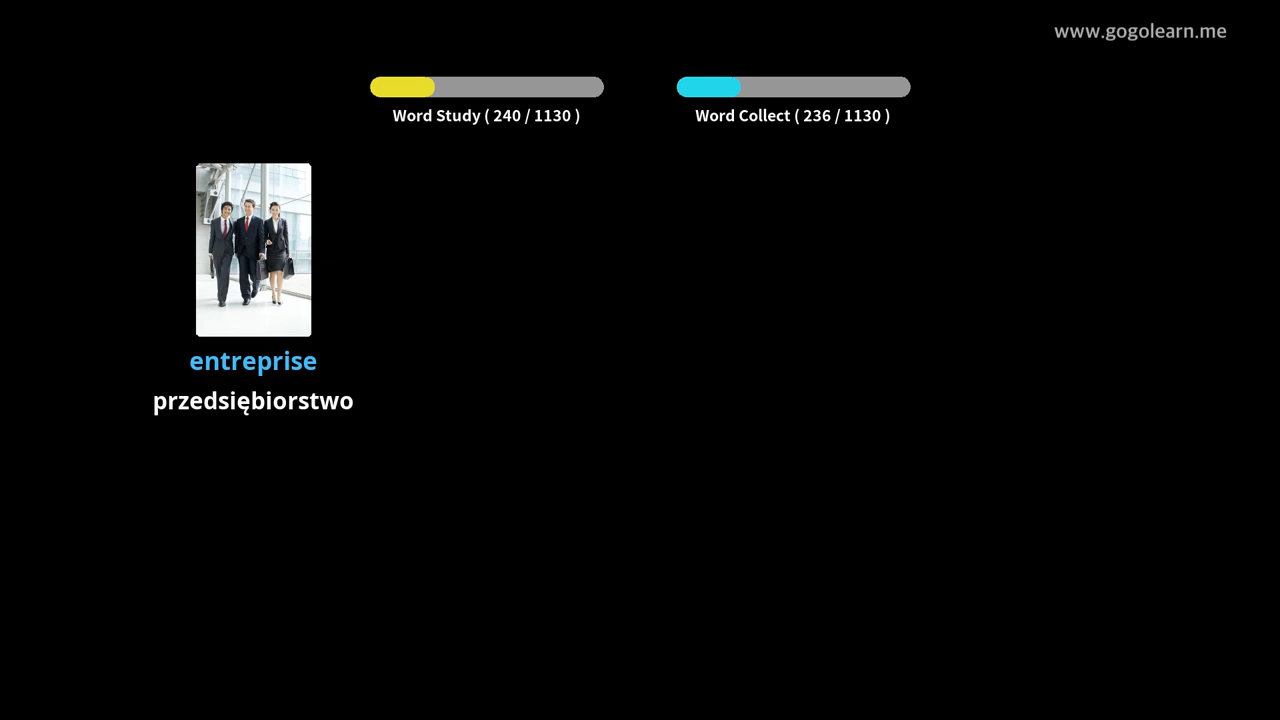 www.gogolearn.me
Word Study ( 240 / 1130 )
Word Collect ( 236 / 1130 )
entreprise
przedsiębiorstwo